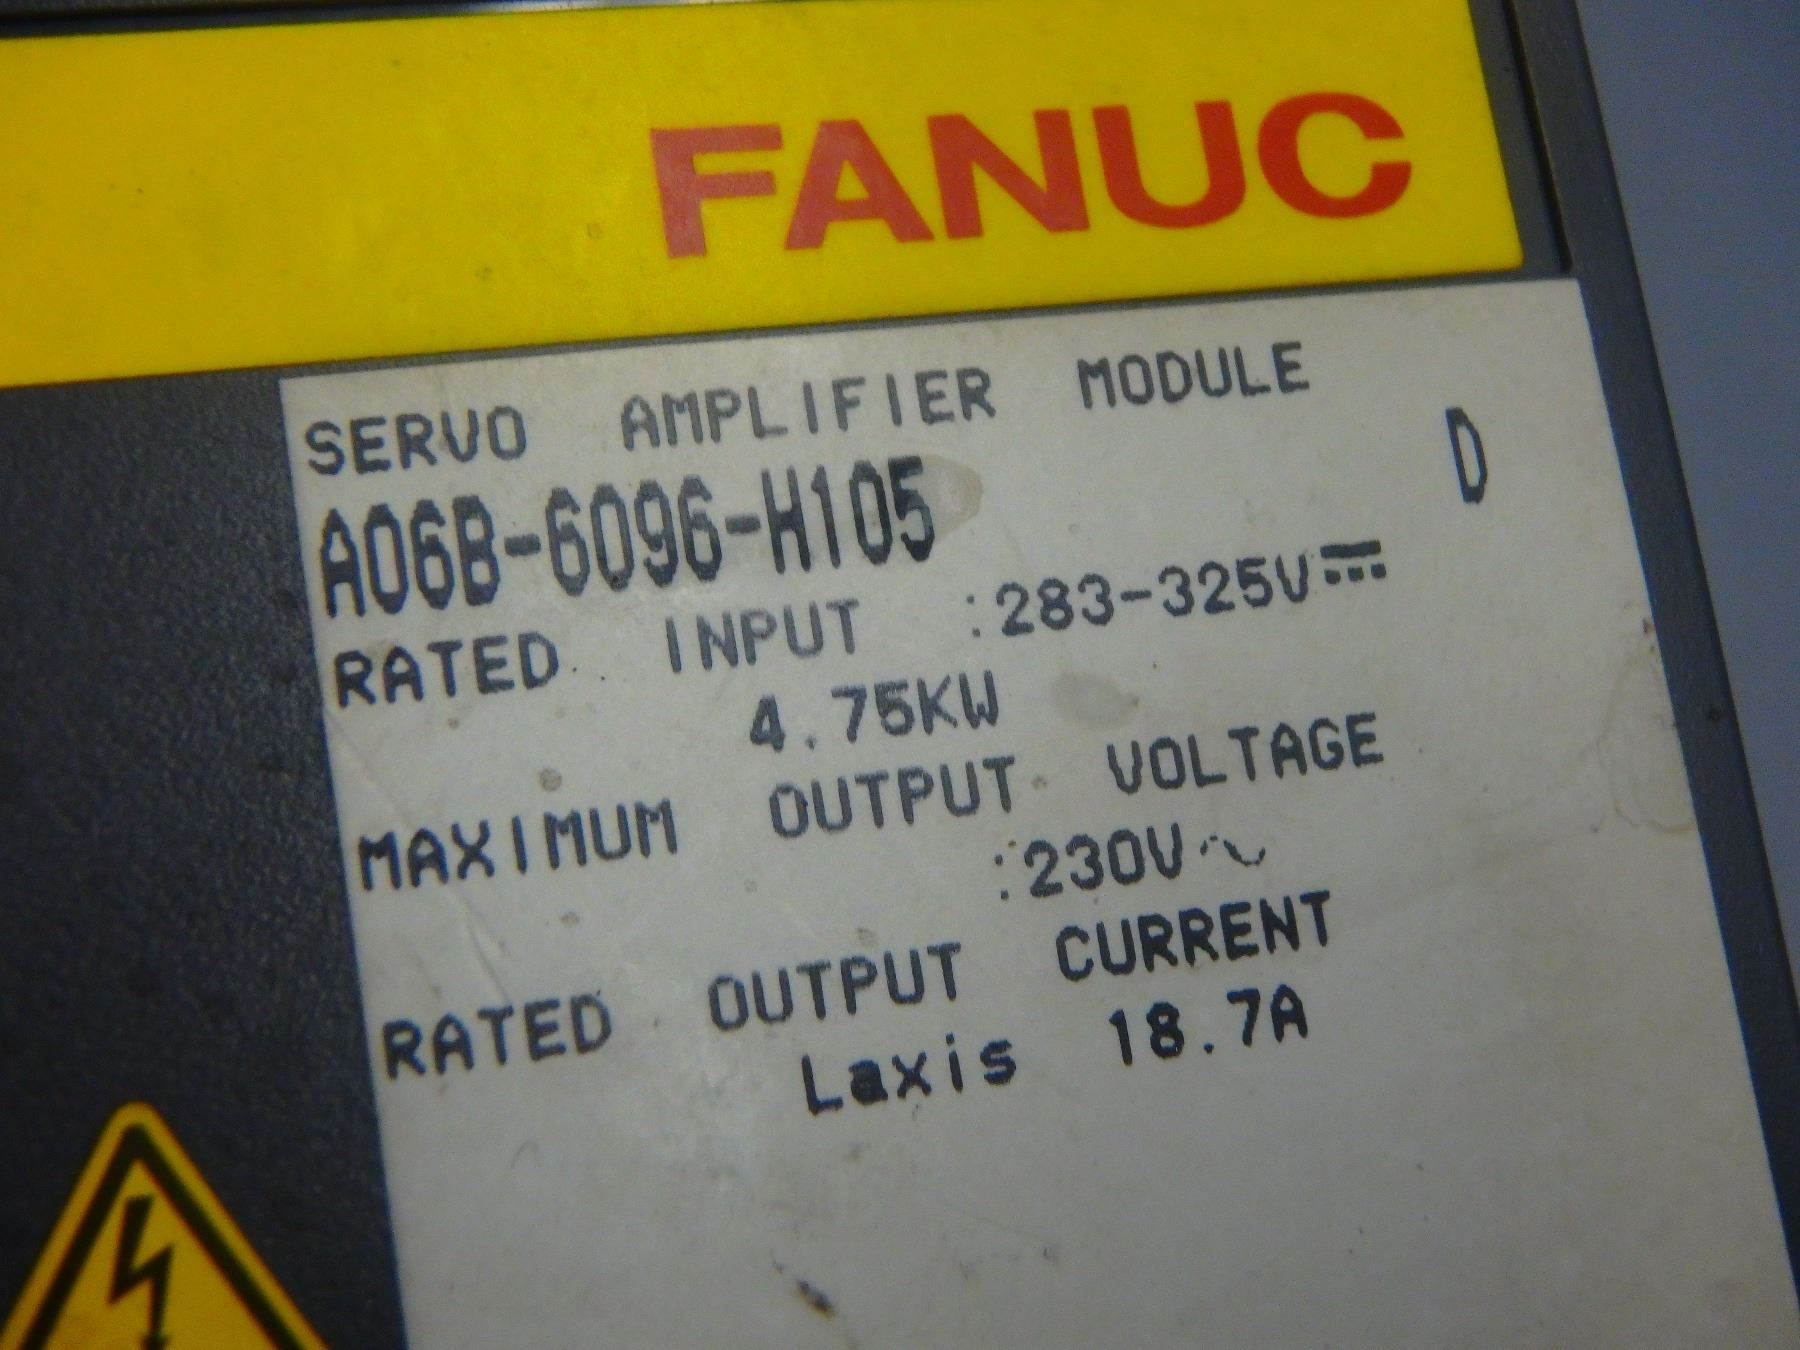 FANUC
SERVO AMPLIFIER MODULE
A06B-6096-H105 D
RATED INPUT :283-325V⎓
4.75KW
MAXIMUM OUTPUT VOLTAGE
:230V~
RATED OUTPUT CURRENT
Laxis 18.7A